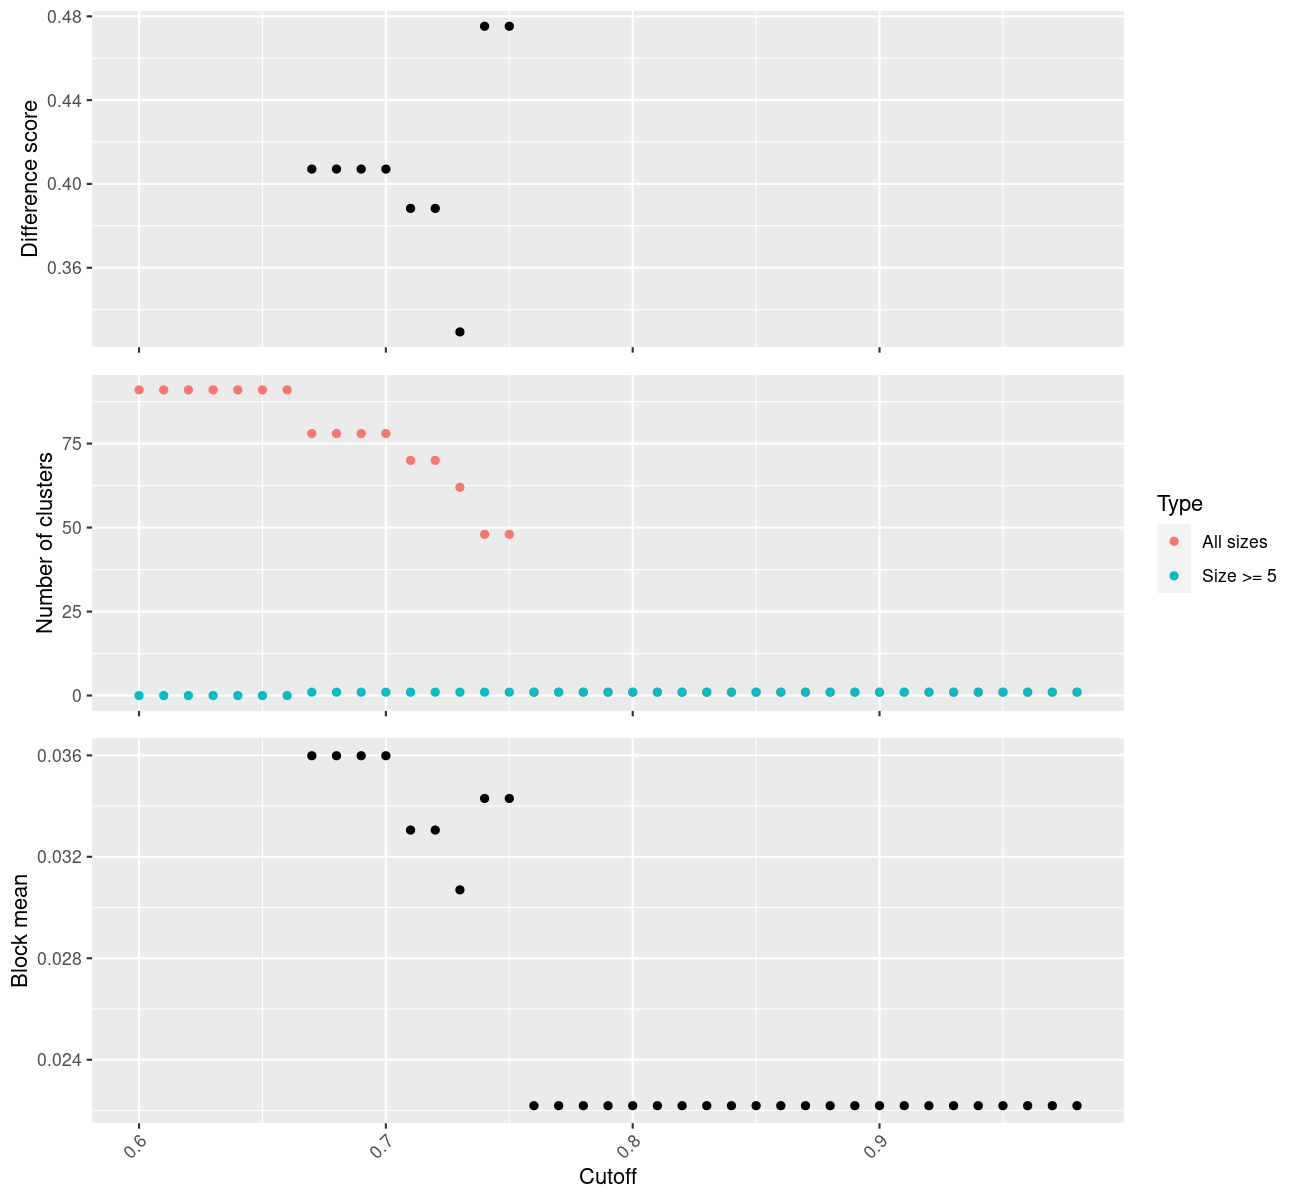 0.48
0.44
0.40
0.36
Difference score
75
50
25
0
Number of clusters
Type
All sizes
Size >= 5
0.036
0.032
0.028
0.024
Block mean
0.6
0.7
0.8
0.9
Cutoff